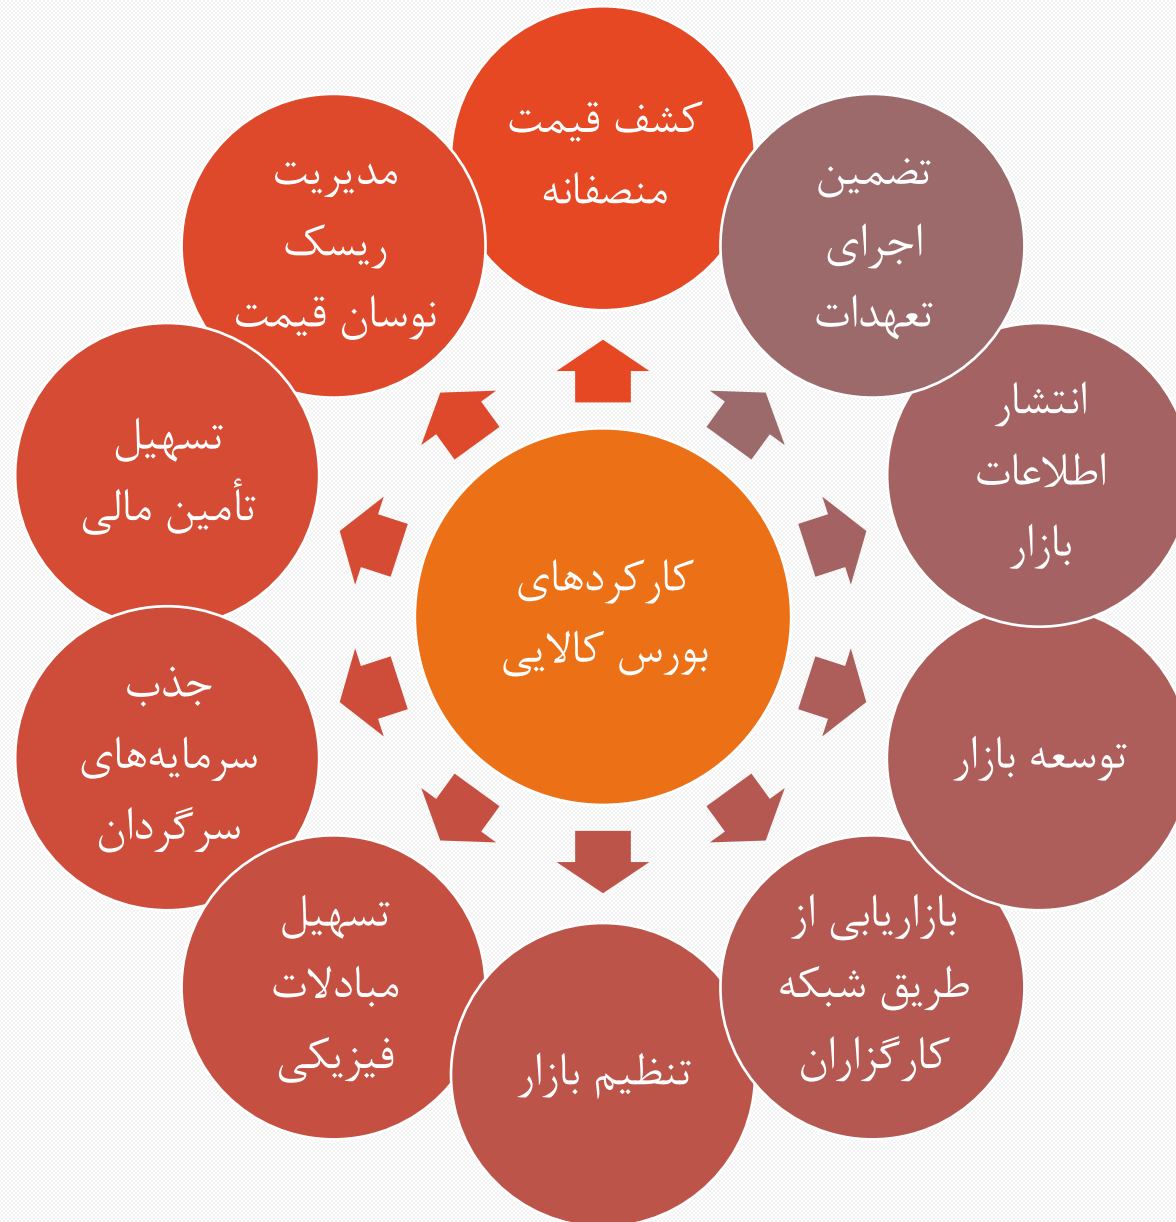 کشف قیمت
منصفانه
تضمین
اجرای
تعهدات
انتشار
اطلاعات
بازار
توسعه بازار
بازاریابی از
طریق شبکه
کارگزاران
تنظیم بازار
تسهیل
مبادلات
فیزیکی
جذب
سرمایه‌های
سرگردان
تسهیل
تأمین مالی
مدیریت
ریسک
نوسان قیمت
کارکردهای
بورس کالایی